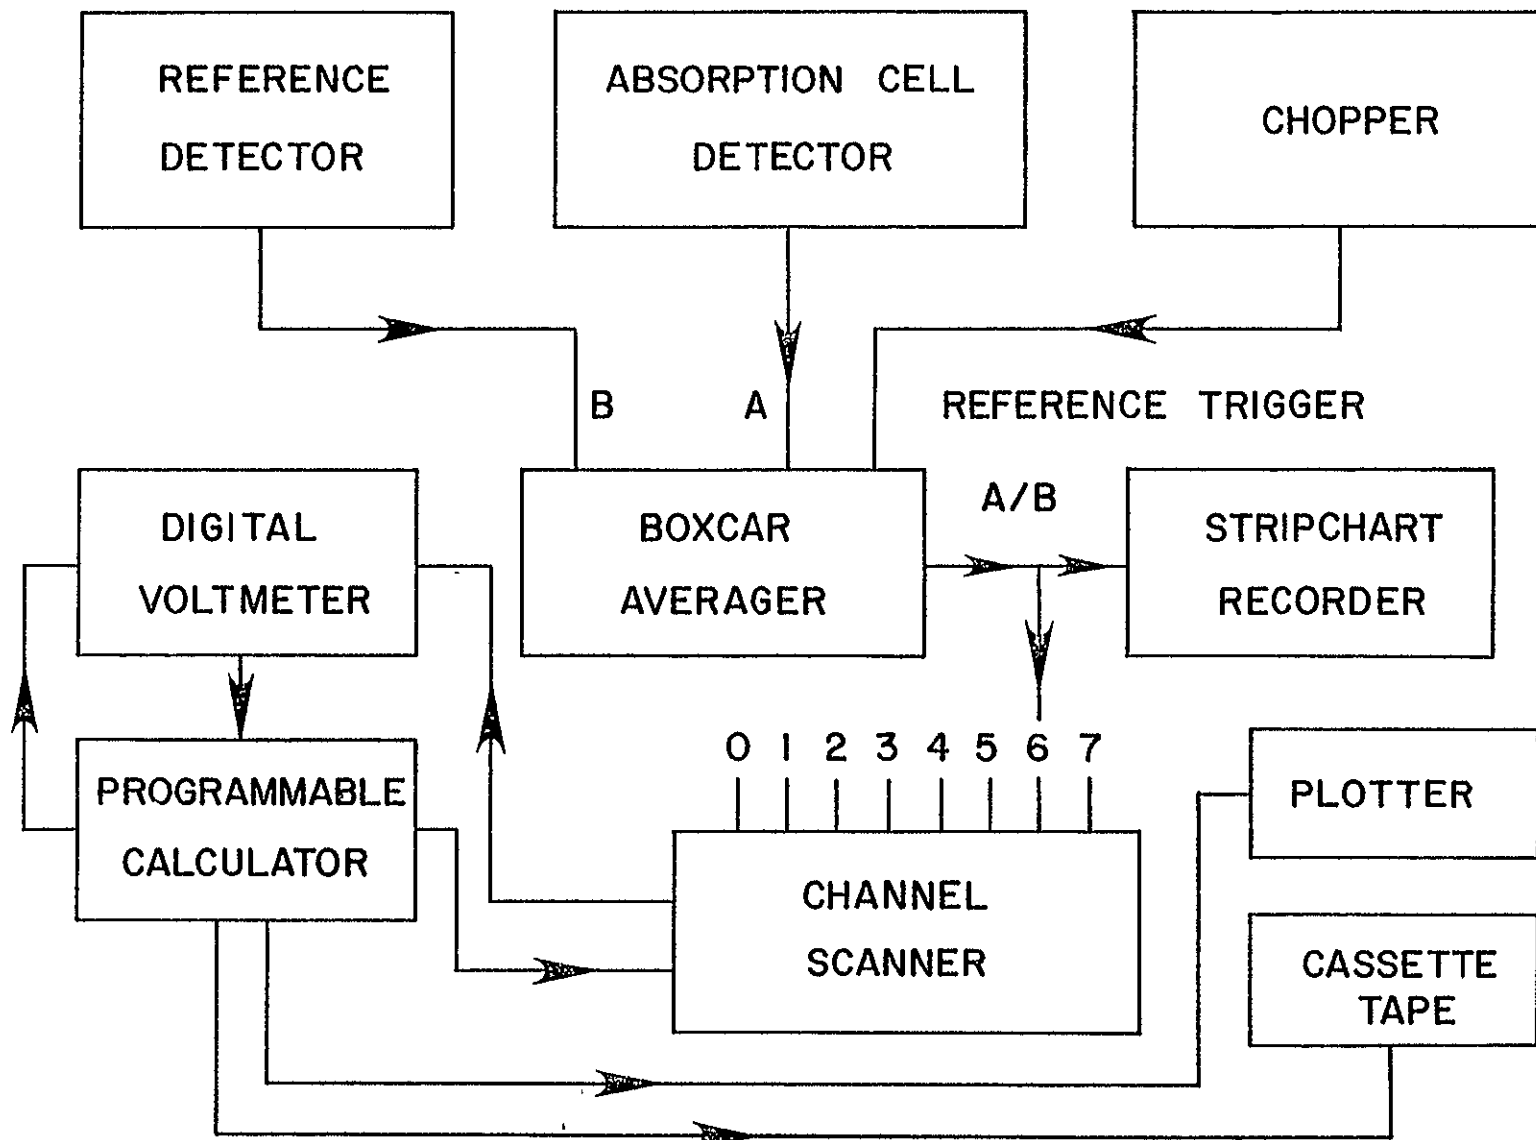 REFERENCE
DETECTOR
ABSORPTION CELL
DETECTOR
CHOPPER
B
A
REFERENCE TRIGGER
DIGITAL
VOLTMETER
BOXCAR
AVERAGER
A/B
STRIPCHART
RECORDER
PROGRAMMABLE
CALCULATOR
0 1 2 3 4 5 6 7
CHANNEL
SCANNER
PLOTTER
CASSETTE
TAPE